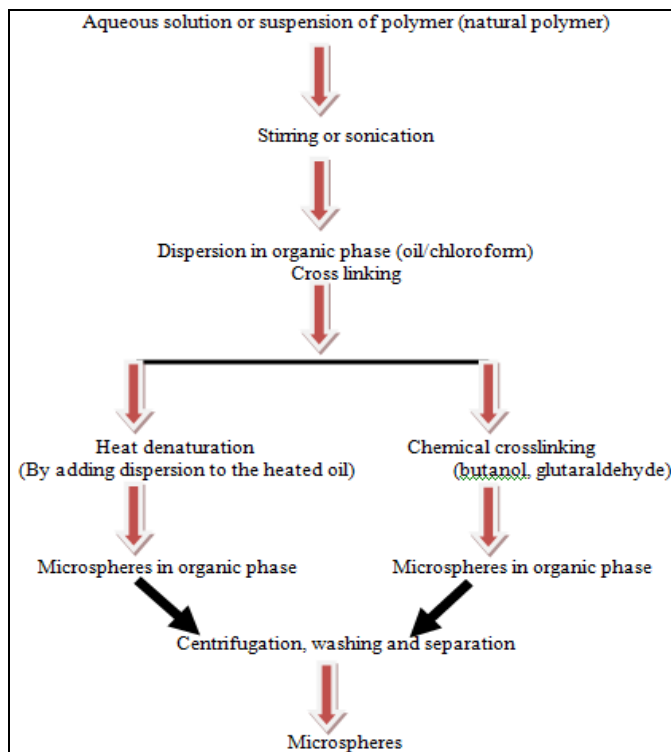 Aqueous solution or suspension of polymer (natural polymer)
Stirring or sonication
Dispersion in organic phase (oil/chloroform)
Cross linking
Heat denaturation
(By adding dispersion to the heated oil)
Chemical crosslinking
(butanol, glutaraldehyde)
Microspheres in organic phase
Microspheres in organic phase
Centrifugation, washing and separation
Microspheres